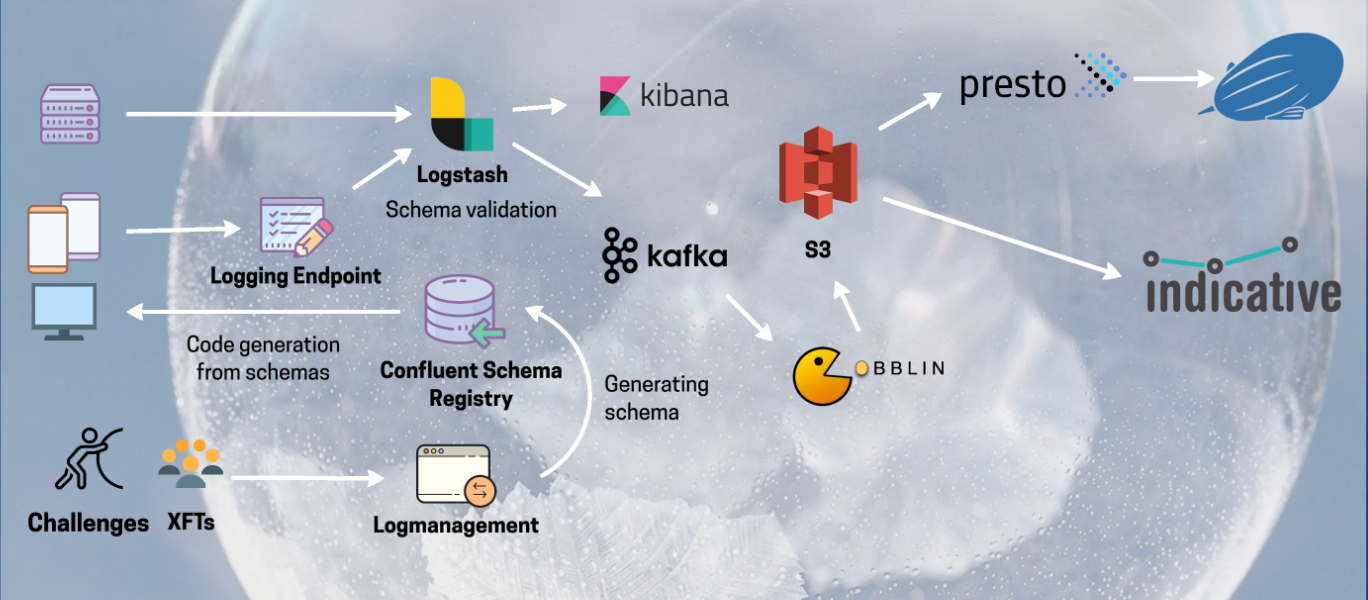 presto
kibana
Logstash
Schema validation
kafka
S3
Logging Endpoint
indicative
Code generation
from schemas
Confluent Schema
Registry
Generating
schema
BBLIN
Challenges
XFTs
Logmanagement